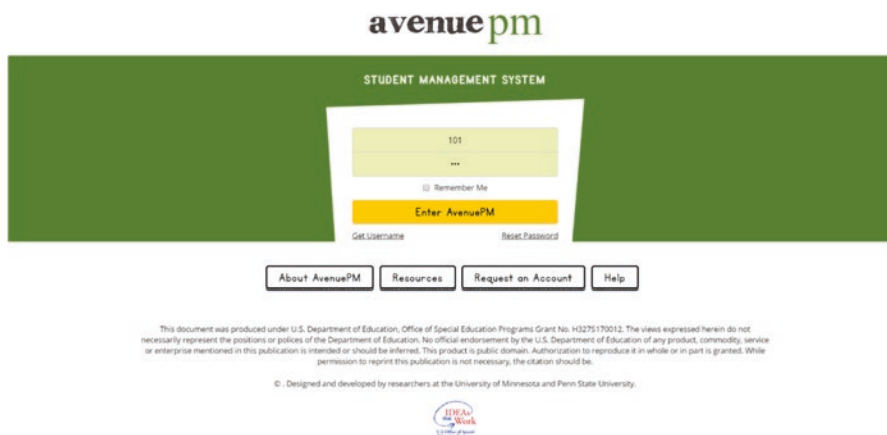 avenue pm
STUDENT MANAGEMENT SYSTEM
101
•••
Remember Me
Enter AvenuePM
Get Username Reset Password
About AvenuePM Resources Request an Account Help
This document was produced under U.S. Department of Education, Office of Special Education Programs Grant No. H327S170012. The views expressed herein do not
necessarily represent the positions or polices of the Department of Education. No official endorsement by the U.S. Department of Education of any product, commodity, service
or enterprise mentioned in this publication is intended or should be inferred. This product is public domain. Authorization to reproduce it in whole or in part is granted. While
permission to reprint this publication is not necessary, the citation should be.
© . Designed and developed by researchers at the University of Minnesota and Penn State University.
IDEAs
that Work
U.S. Office of Special